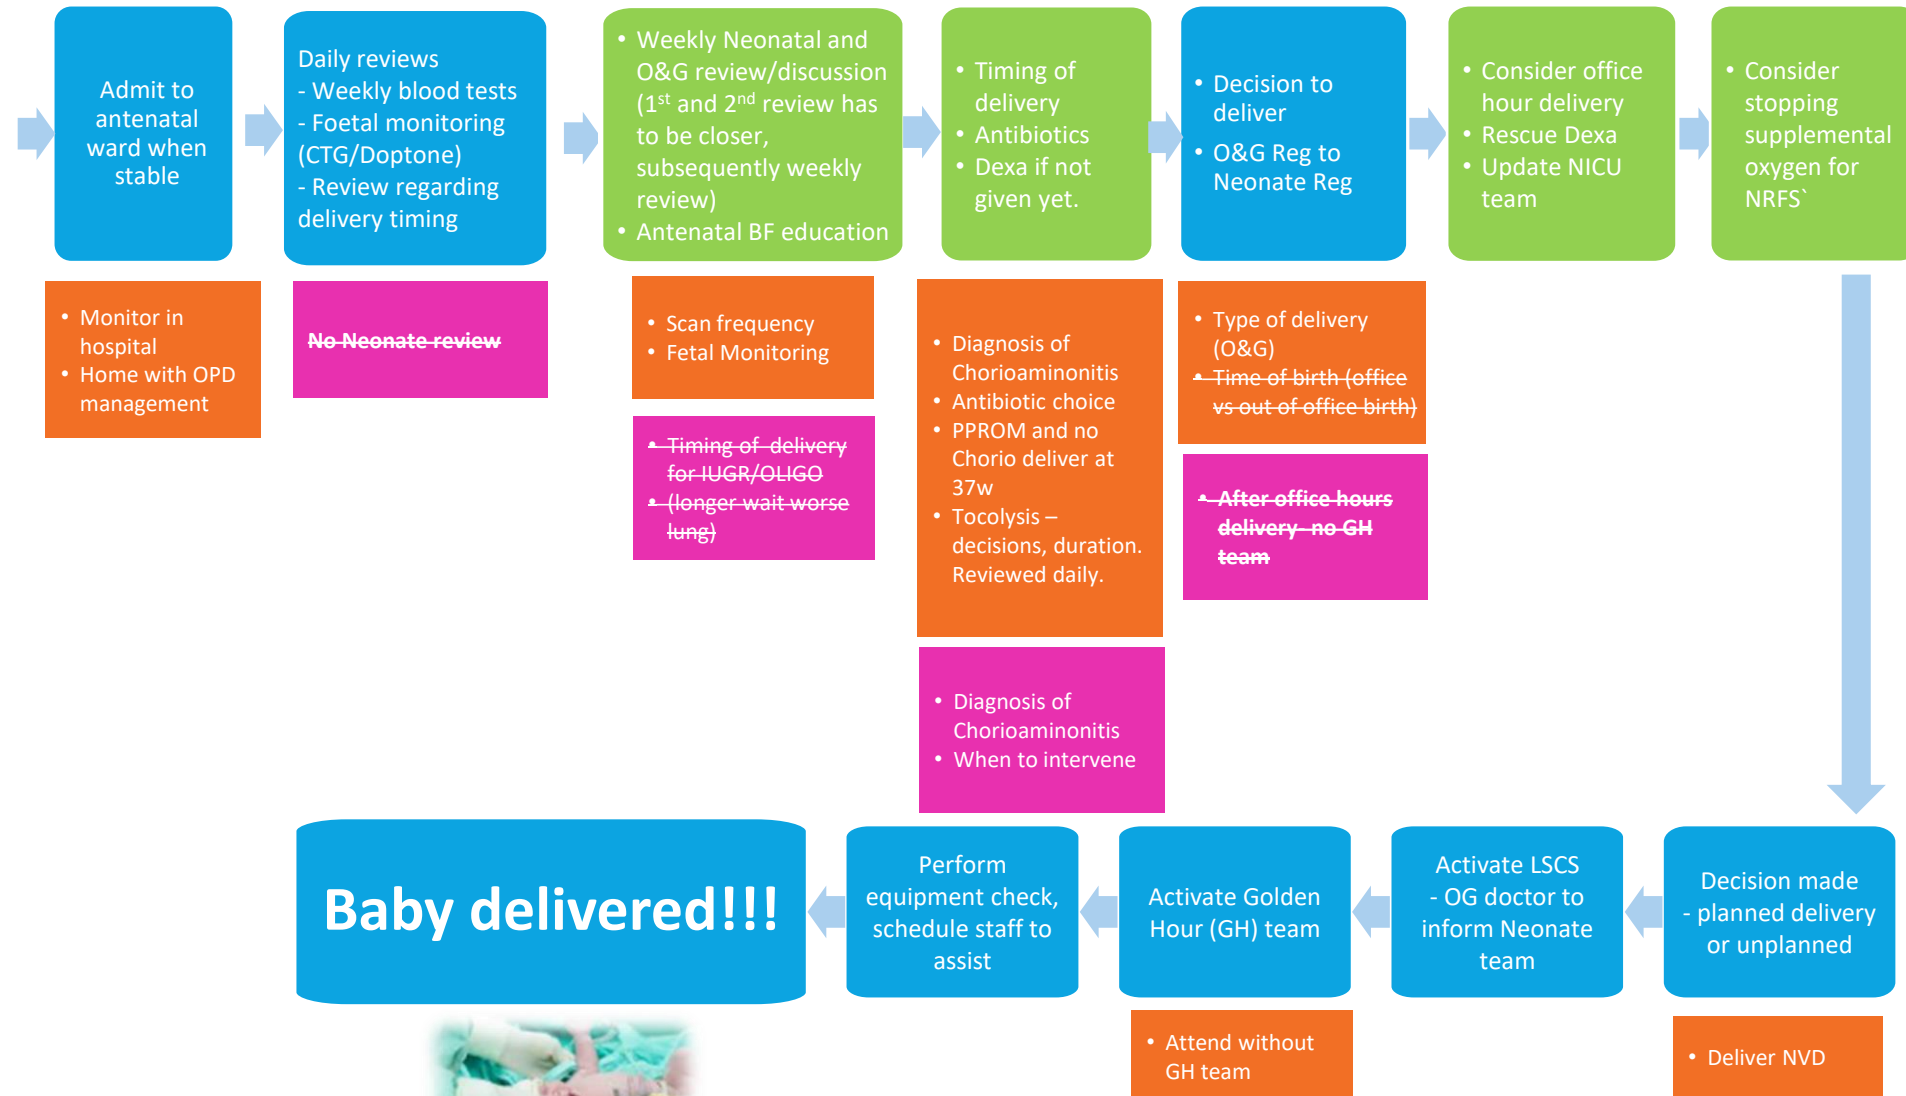 Admit to
antenatal
ward when
stable
Daily reviews
- Weekly blood tests
- Foetal monitoring
(CTG/Doptone)
- Review regarding
delivery timing
• Weekly Neonatal and
O&G review/discussion
(1st and 2nd review has
to be closer,
subsequently weekly
review)
• Antenatal BF education
• Timing of
delivery
• Antibiotics
• Dexa if not
given yet.
• Decision to
deliver
• O&G Reg to
Neonate Reg
• Consider office
hour delivery
• Rescue Dexa
• Update NICU
team
• Consider
stopping
supplemental
oxygen for
NRFS`
• Monitor in
hospital
• Home with OPD
management
No Neonate review
• Scan frequency
• Fetal Monitoring
• Timing of delivery
for IUGR/OLIGO
• (longer wait worse
lung)
• Diagnosis of
Chorioaminonitis
• Antibiotic choice
• PPROM and no
Chorio deliver at
37w
• Tocolysis –
decisions, duration.
Reviewed daily.
• Diagnosis of
Chorioaminonitis
• When to intervene
• Type of delivery
(O&G)
• Time of birth (office
vs out of office birth)
• After office hours
delivery- no GH
team
Decision made
- planned delivery
or unplanned
• Deliver NVD
Activate LSCS
- OG doctor to
inform Neonate
team
Activate Golden
Hour (GH) team
• Attend without
GH team
Perform
equipment check,
schedule staff to
assist
Baby delivered!!!